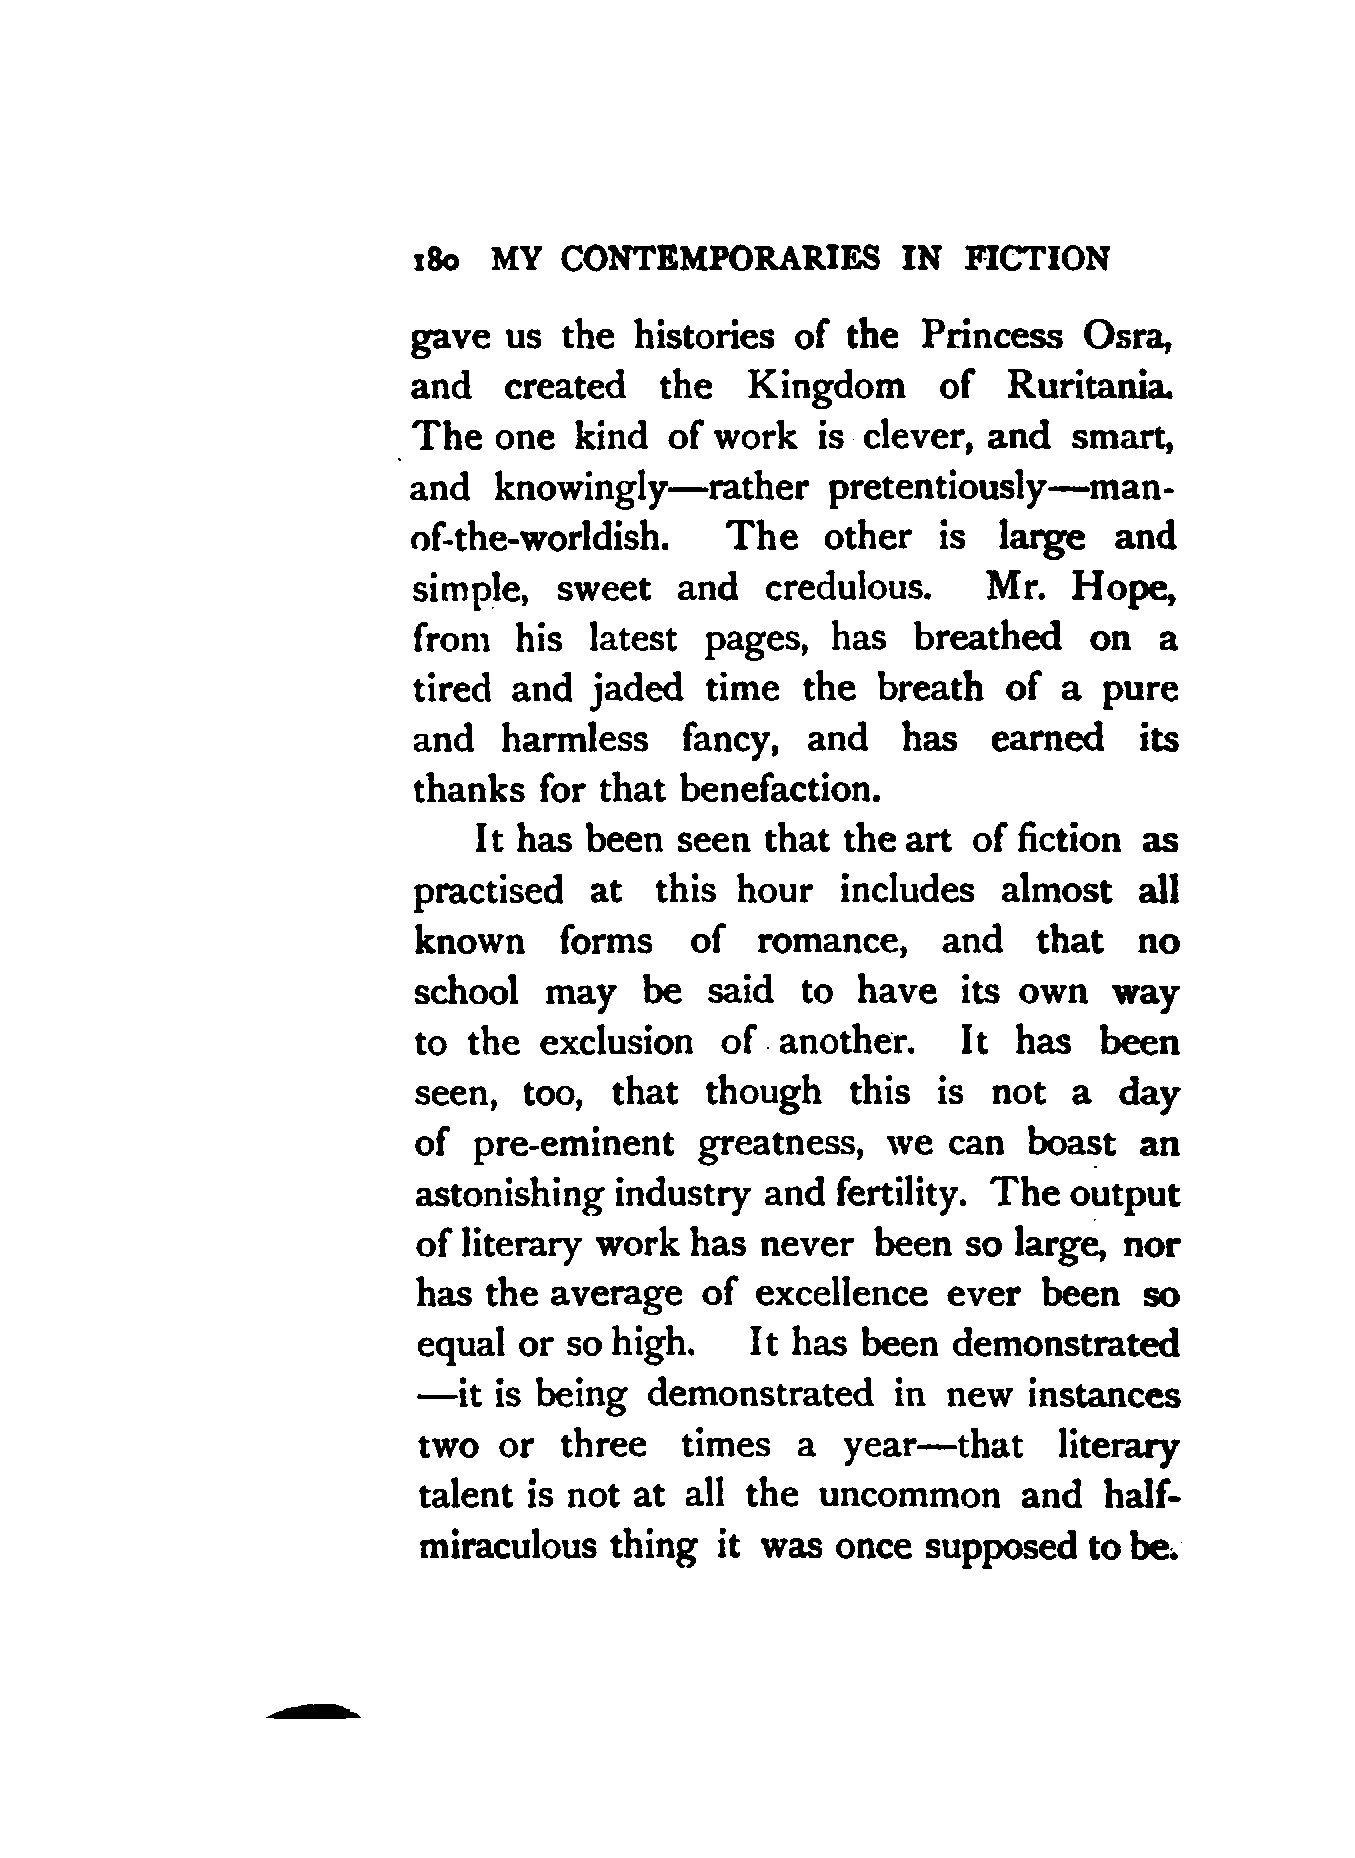 180 MY CONTEMPORARIES IN FICTION
gave us the histories of the Princess Osra,
and created the Kingdom of Ruritania.
The one kind of work is clever, and smart,
and knowingly—rather pretentiously—man-
of-the-worldish. The other is large and
simple, sweet and credulous. Mr. Hope,
from his latest pages, has breathed on a
tired and jaded time the breath of a pure
and harmless fancy, and has earned its
thanks for that benefaction.
It has been seen that the art of fiction as
practised at this hour includes almost all
known forms of romance, and that no
school may be said to have its own way
to the exclusion of another. It has been
seen, too, that though this is not a day
of pre-eminent greatness, we can boast an
astonishing industry and fertility. The output
of literary work has never been so large, nor
has the average of excellence ever been so
equal or so high. It has been demonstrated
—it is being demonstrated in new instances
two or three times a year—that literary
talent is not at all the uncommon and half-
miraculous thing it was once supposed to be.